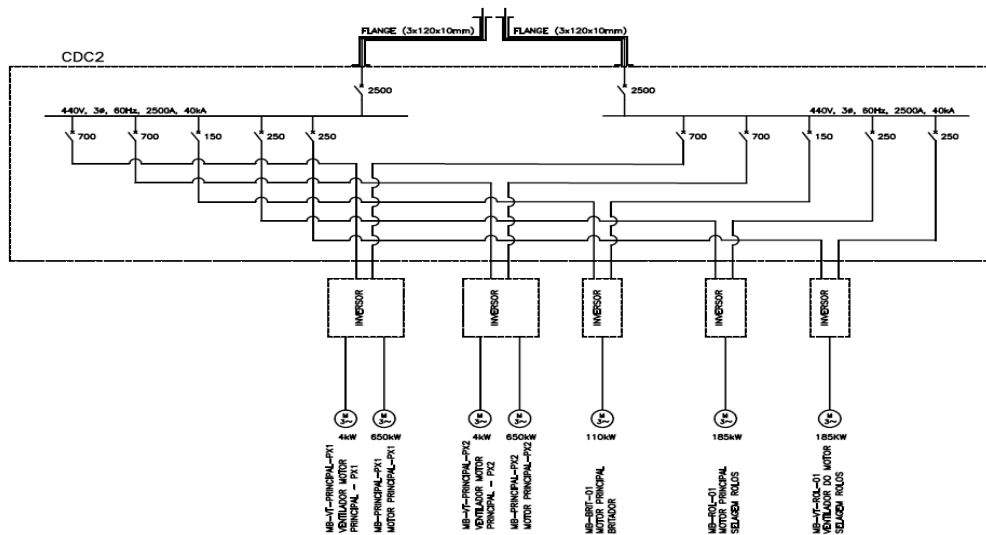 FLANGE (3x120x10mm)
FLANGE (3x120x10mm)
CDC2
2500
2500
440V, 3ø, 60Hz, 2500A, 40kA
440V, 3ø, 60Hz, 2500A, 40kA
700
700
150
250
250
700
700
150
250
250
INVERSOR
INVERSOR
INVERSOR
INVERSOR
INVERSOR
M
3~
M
3~
M
3~
M
3~
M
3~
M
3~
M
3~
4kW
650kW
4kW
650kW
110kW
185kW
185KW
MB-VT-PRINCIPAL-PX1
VENTILADOR MOTOR
PRINCIPAL - PX1
MB-PRINCIPAL-PX1
MOTOR PRINCIPAL-PX1
MB-VT-PRINCIPAL-PX2
VENTILADOR MOTOR
PRINCIPAL - PX2
MB-PRINCIPAL-PX2
MOTOR PRINCIPAL-PX2
MB-BRIT-01
MOTOR PRINCIPAL
BRITADOR
MB-ROL-01
MOTOR PRINCIPAL
SELAGEM ROLOS
MB-VT-ROL-01
VENTILADOR DO MOTOR
SELAGEM ROLOS